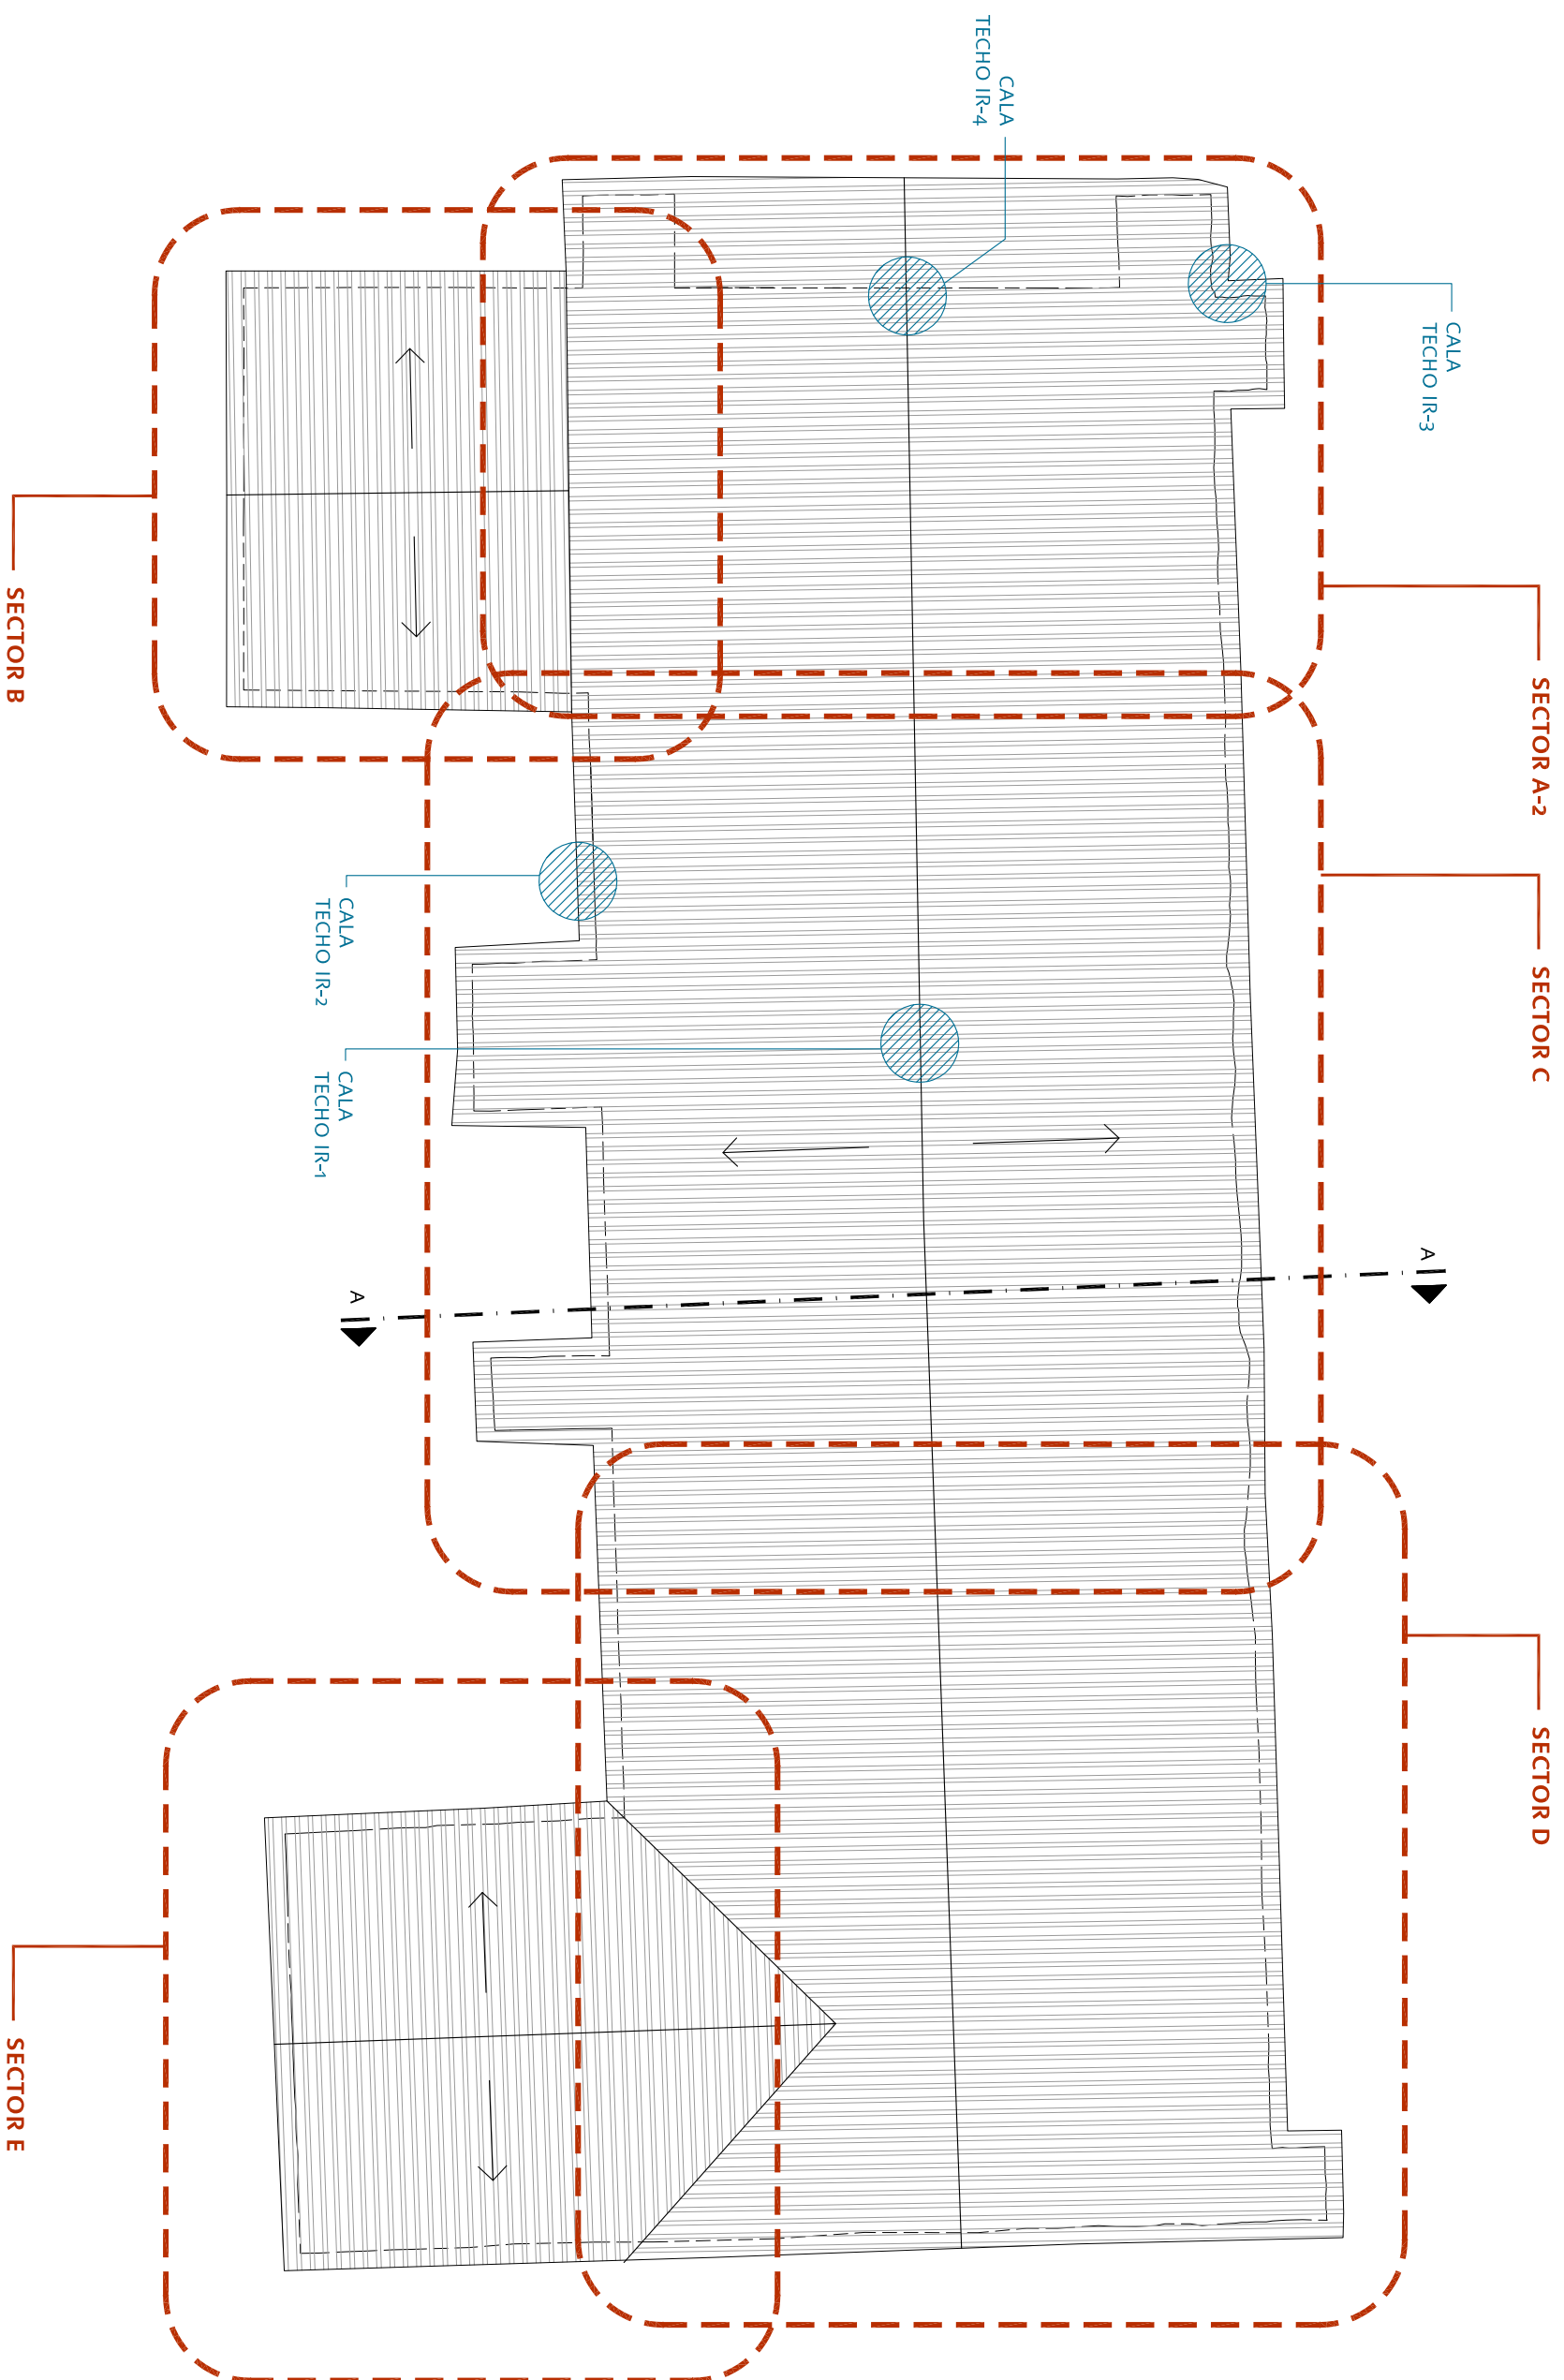 CALA
TECHO IR-4
CALA
TECHO IR-3
SECTOR B
SECTOR A-2
CALA
TECHO IR-2
SECTOR C
CALA
TECHO IR-1
A
A
SECTOR D
SECTOR E